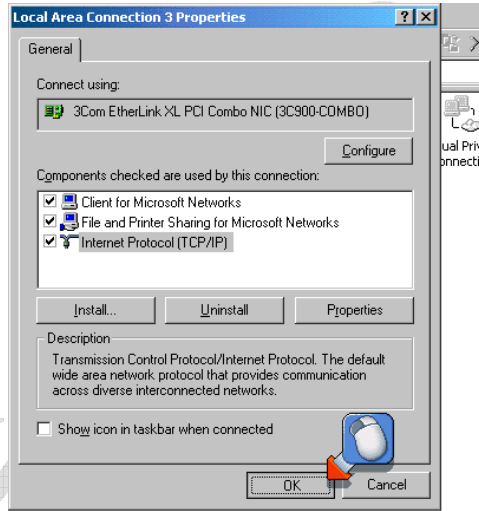 Local Area Connection 3 Properties
General
Connect using:
3Com EtherLink XL PCI Combo NIC (3C900-COMBO)
Configure
Components checked are used by this connection:
Client for Microsoft Networks
File and Printer Sharing for Microsoft Networks
Internet Protocol (TCP/IP)
Install... Uninstall Properties
Description
Transmission Control Protocol/Internet Protocol. The default
wide area network protocol that provides communication
across diverse interconnected networks.
Show icon in taskbar when connected
OK Cancel